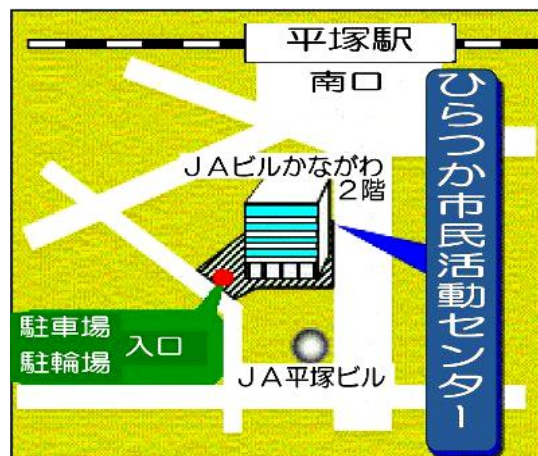 平塚駅
南口
ひらつか市民活動センター
JAビルかながわ
2階
駐車場
駐輪場
入口
JA平塚ビル